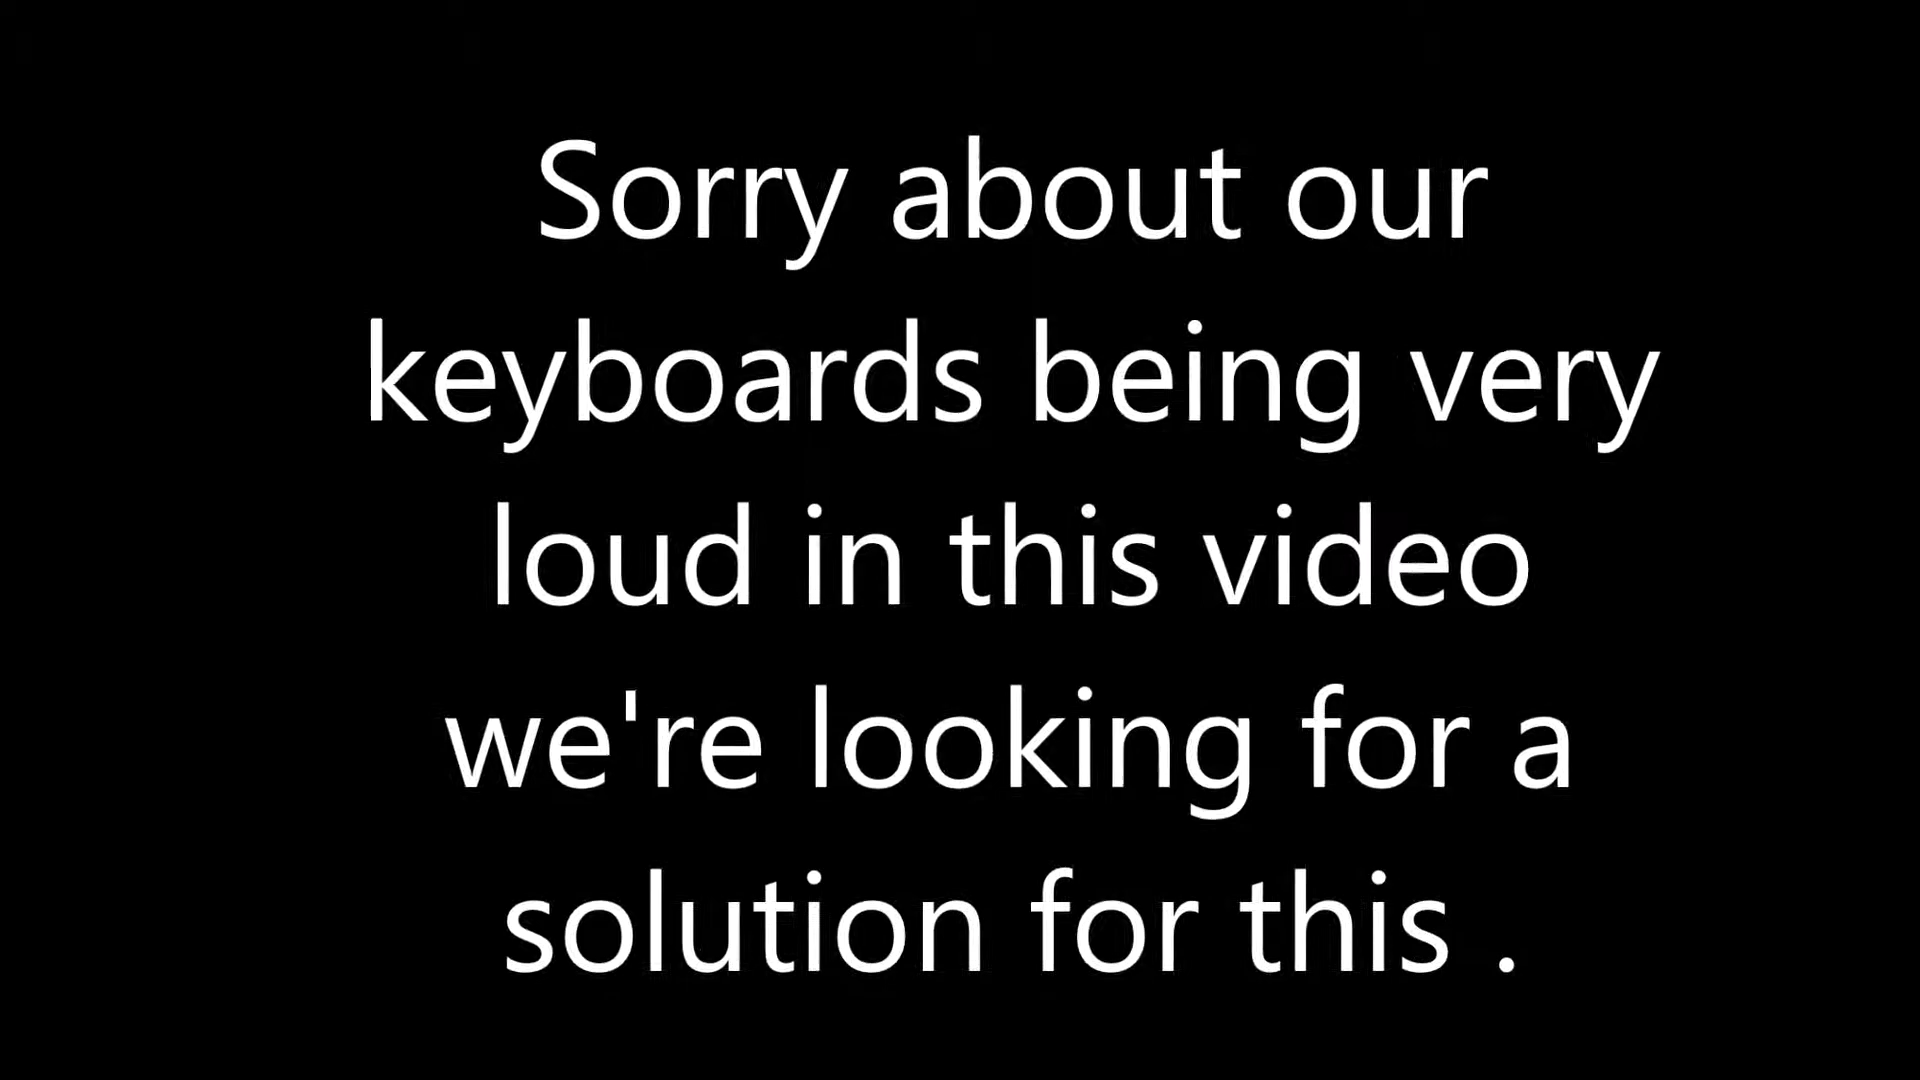 Sorry about our
keyboards being very
loud in this video
we're looking for a
solution for this .